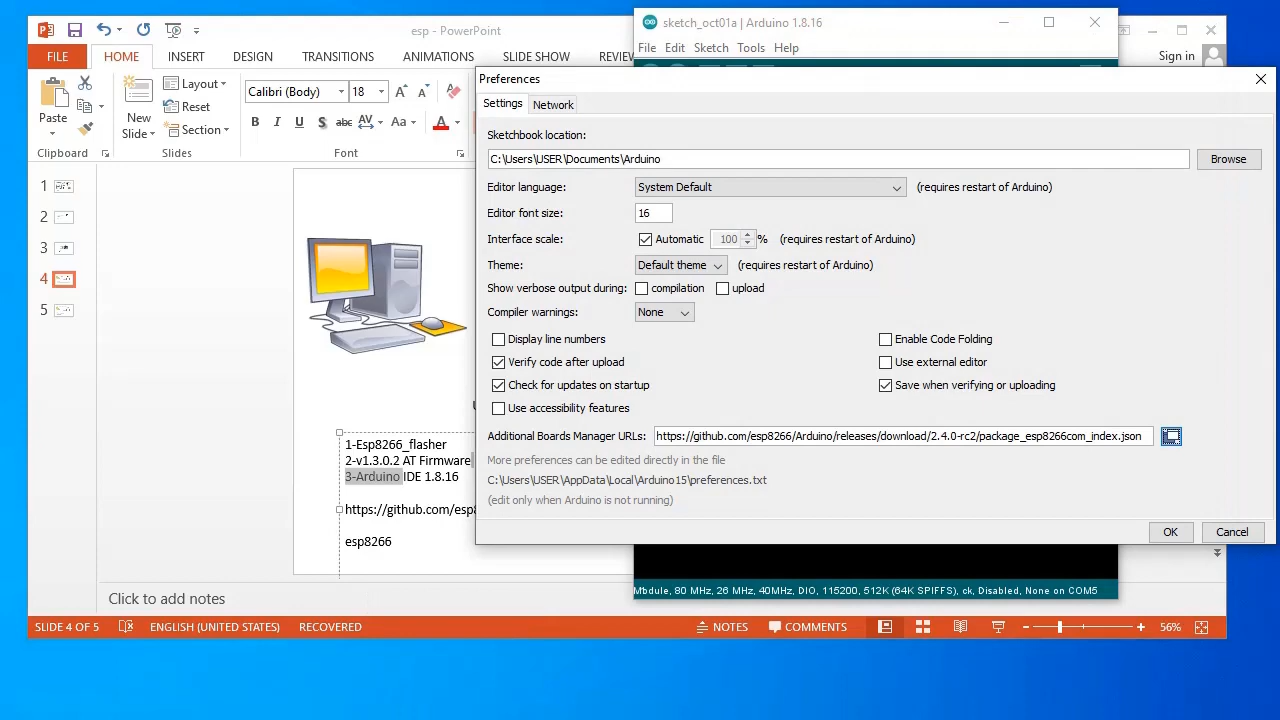 esp - PowerPoint
Sign in
FILE
HOME
INSERT
DESIGN
TRANSITIONS
ANIMATIONS
SLIDE SHOW
Paste
Clipboard
New
Slide
Layout
Reset
Section
Slides
Calibri (Body)
18
A A
B I U S abc AV Aa A
Font
1
2
3
4
5
1-Esp8266_flasher
2-v1.3.0.2 AT Firmware
3-Arduino IDE 1.8.16
esp8266
Click to add notes
SLIDE 4 OF 5
ENGLISH (UNITED STATES)
RECOVERED
NOTES
COMMENTS
56%
sketch_oct01a | Arduino 1.8.16
File Edit Sketch Tools Help
Preferences
Settings Network
Sketchbook location:
C:\Users\USER\Documents\Arduino
Browse
Editor language: System Default (requires restart of Arduino)
Editor font size: 16
Interface scale: Automatic 100 % (requires restart of Arduino)
Theme: Default theme (requires restart of Arduino)
Show verbose output during: compilation upload
Compiler warnings: None
Display line numbers Enable Code Folding
Verify code after upload Use external editor
Check for updates on startup Save when verifying or uploading
Use accessibility features
Additional Boards Manager URLs: https://github.com/esp8266/Arduino/releases/download/2.4.0-rc2/package_esp8266com_index.json
More preferences can be edited directly in the file
C:\Users\USER\AppData\Local\Arduino15\preferences.txt
(edit only when Arduino is not running)
OK Cancel
80 MHz, 26 MHz, 40MHz, DIO, 115200, 512K (64K SPIFFS), ck, Disabled, None on COM5